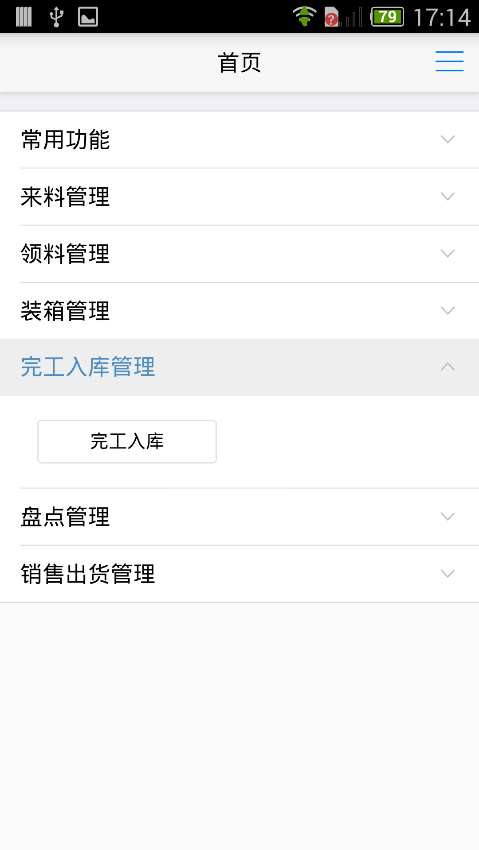 79 17:14
首页
常用功能
来料管理
领料管理
装箱管理
完工入库管理
完工入库
盘点管理
销售出货管理